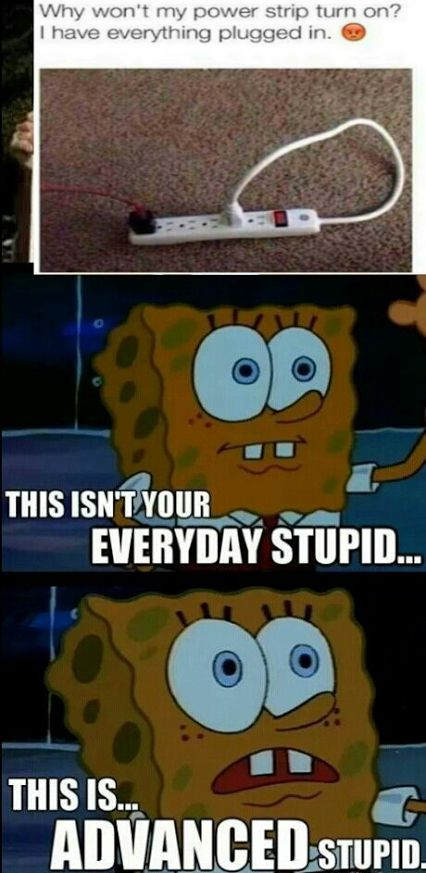 Why won't my power strip turn on?
I have everything plugged in. 😡
THIS ISN'T YOUR
EVERYDAY STUPID...
THIS IS...
ADVANCED STUPID.